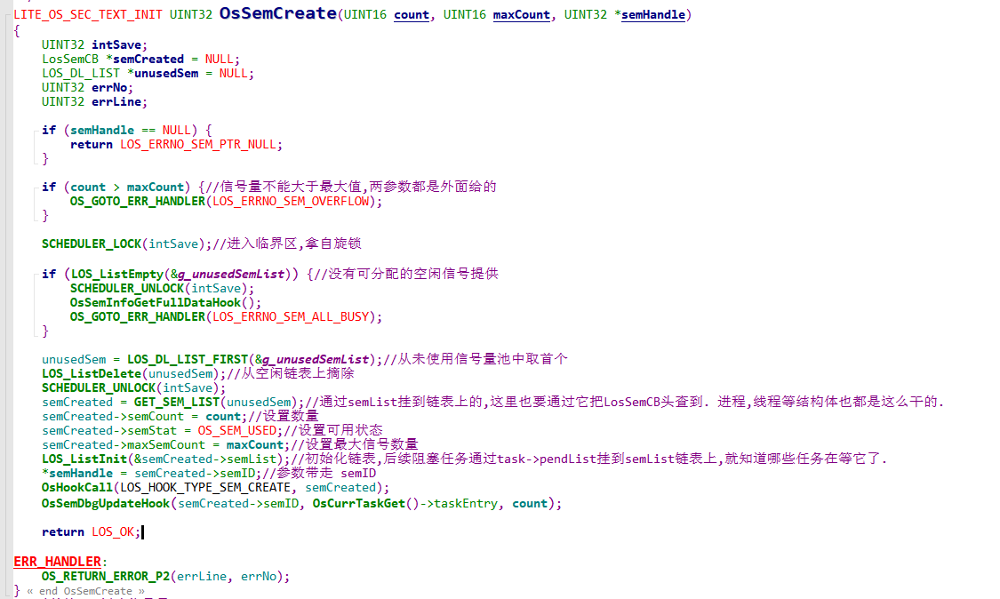 LITE_OS_SEC_TEXT_INIT UINT32 OsSemCreate(UINT16 count, UINT16 maxCount, UINT32 *semHandle)
{
    UINT32 intSave;
    LosSemCB *semCreated = NULL;
    LOS_DL_LIST *unusedSem = NULL;
    UINT32 errNo;
    UINT32 errLine;

    if (semHandle == NULL) {
        return LOS_ERRNO_SEM_PTR_NULL;
    }

    if (count > maxCount) {//信号量不能大于最大值,两参数都是外面给的
        OS_GOTO_ERR_HANDLER(LOS_ERRNO_SEM_OVERFLOW);
    }

    SCHEDULER_LOCK(intSave);//进入临界区,拿自旋锁

    if (LOS_ListEmpty(&g_unusedSemList)) {//没有可分配的空闲信号提供
        SCHEDULER_UNLOCK(intSave);
        OsSemInfoGetFullDataHook();
        OS_GOTO_ERR_HANDLER(LOS_ERRNO_SEM_ALL_BUSY);
    }

    unusedSem = LOS_DL_LIST_FIRST(&g_unusedSemList);//从未使用信号量池中取首个
    LOS_ListDelete(unusedSem);//从空闲链表上摘除
    SCHEDULER_UNLOCK(intSave);
    semCreated = GET_SEM_LIST(unusedSem);//通过semList挂到链表上的,这里也要通过它把LosSemCB头查到. 进程,线程等结构体也都是这么干的.
    semCreated->semCount = count;//设置数量
    semCreated->semStat = OS_SEM_USED;//设置可用状态
    semCreated->maxSemCount = maxCount;//设置最大信号数量
    LOS_ListInit(&semCreated->semList);//初始化链表,后续阻塞任务通过task->pendList挂到semList链表上,就知道哪些任务在等它了.
    *semHandle = semCreated->semID;//参数带走 semID
    OsHookCall(LOS_HOOK_TYPE_SEM_CREATE, semCreated);
    OsSemDbgUpdateHook(semCreated->semID, OsCurrTaskGet()->taskEntry, count);

    return LOS_OK;

ERR_HANDLER:
    OS_RETURN_ERROR_P2(errLine, errNo);
} « end OsSemCreate »